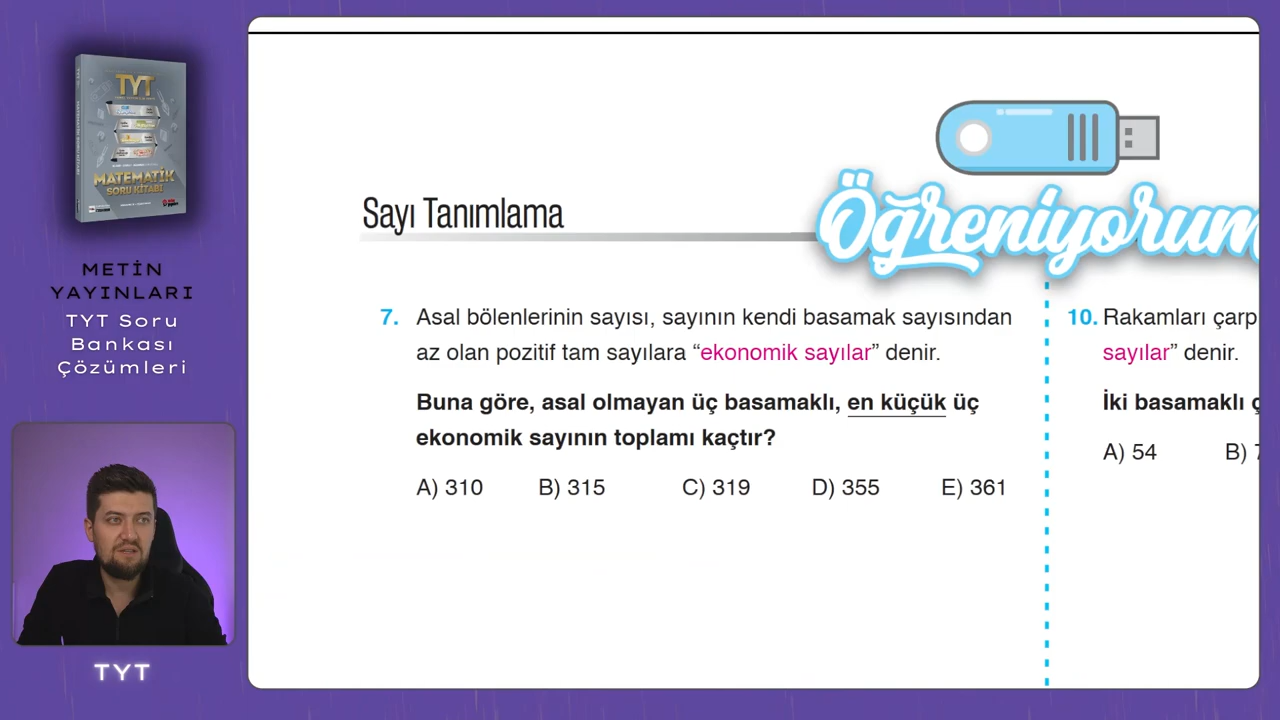 TYT
MATEMATİK
SORU KİTABI
METİN
YAYINLARI
TYT Soru
Bankası
Çözümleri
TYT
Sayı Tanımlama
Öğreniyorum
7. Asal bölenlerinin sayısı, sayının kendi basamak sayısından
az olan pozitif tam sayılara “ekonomik sayılar” denir.
Buna göre, asal olmayan üç basamaklı, en küçük üç
ekonomik sayının toplamı kaçtır?
A) 310 B) 315 C) 319 D) 355 E) 361
10. Rakamları çarp
sayılar” denir.
İki basamaklı
A) 54 B)